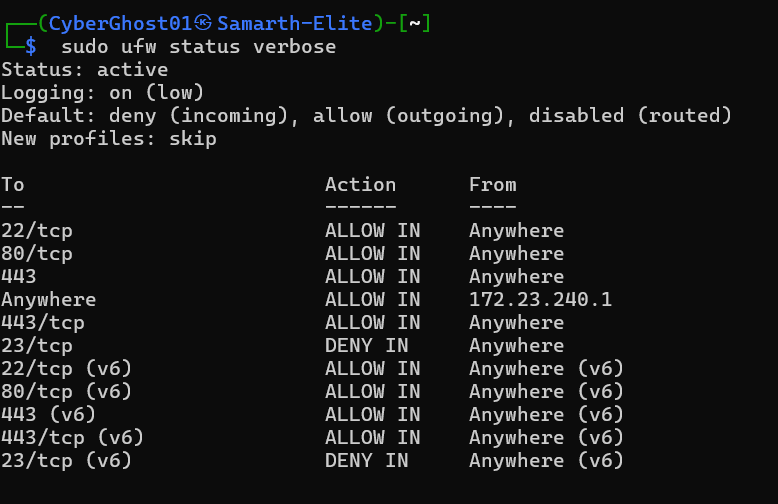 ┌──(CyberGhost01㉿Samarth-Elite)-[~]
└─$ sudo ufw status verbose
Status: active
Logging: on (low)
Default: deny (incoming), allow (outgoing), disabled (routed)
New profiles: skip
To                         Action      From
--                         ------      ----
22/tcp                     ALLOW IN    Anywhere
80/tcp                     ALLOW IN    Anywhere
443                        ALLOW IN    Anywhere
Anywhere                   ALLOW IN    172.23.240.1
443/tcp                    ALLOW IN    Anywhere
23/tcp                     DENY IN     Anywhere
22/tcp (v6)                ALLOW IN    Anywhere (v6)
80/tcp (v6)                ALLOW IN    Anywhere (v6)
443 (v6)                   ALLOW IN    Anywhere (v6)
443/tcp (v6)               ALLOW IN    Anywhere (v6)
23/tcp (v6)                DENY IN     Anywhere (v6)